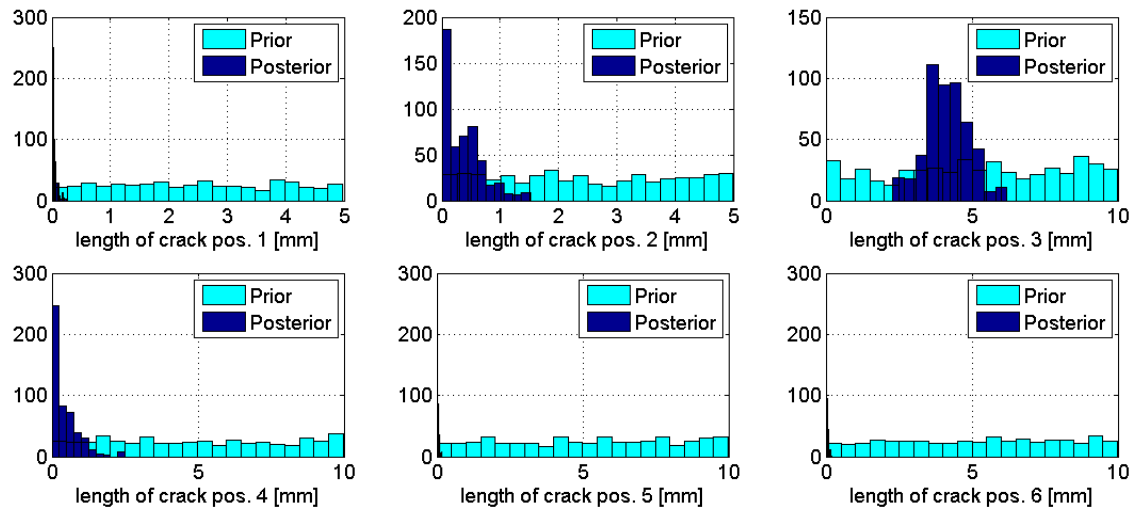 300
200
100
0
Prior
Posterior
0 1 2 3 4 5
length of crack pos. 1 [mm]
200
150
100
50
0
Prior
Posterior
0 1 2 3 4 5
length of crack pos. 2 [mm]
150
100
50
0
Prior
Posterior
0 5 10
length of crack pos. 3 [mm]
300
200
100
0
Prior
Posterior
0 5 10
length of crack pos. 4 [mm]
300
200
100
0
Prior
Posterior
0 5 10
length of crack pos. 5 [mm]
300
200
100
0
Prior
Posterior
0 5 10
length of crack pos. 6 [mm]